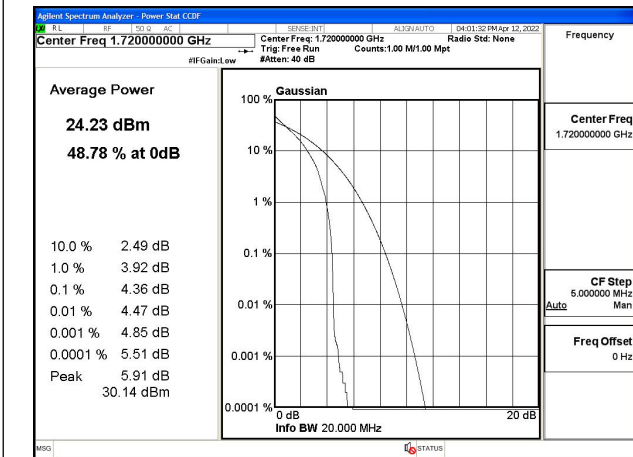 Agilent Spectrum Analyzer - Power Stat CCDF
LXI RL RF 50 Ω AC SENSE:INT ALIGNAUTO 04:01:32 PM Apr 12, 2022
Center Freq 1.720000000 GHz
Center Freq: 1.720000000 GHz Radio Std: None
Trig: Free Run Counts:1.00 M/1.00 Mpt
#IFGain:Low #Atten: 40 dB
Frequency
Average Power
24.23 dBm
48.78 % at 0dB
10.0 % 2.49 dB
1.0 % 3.92 dB
0.1 % 4.36 dB
0.01 % 4.47 dB
0.001 % 4.85 dB
0.0001 % 5.51 dB
Peak 5.91 dB
30.14 dBm
Gaussian
100 %
10 %
1 %
0.1 %
0.01 %
0.001 %
0.0001 %
0 dB 20 dB
Info BW 20.000 MHz
Center Freq
1.720000000 GHz
CF Step
5.000000 MHz
Auto Man
Freq Offset
0 Hz
MSG STATUS